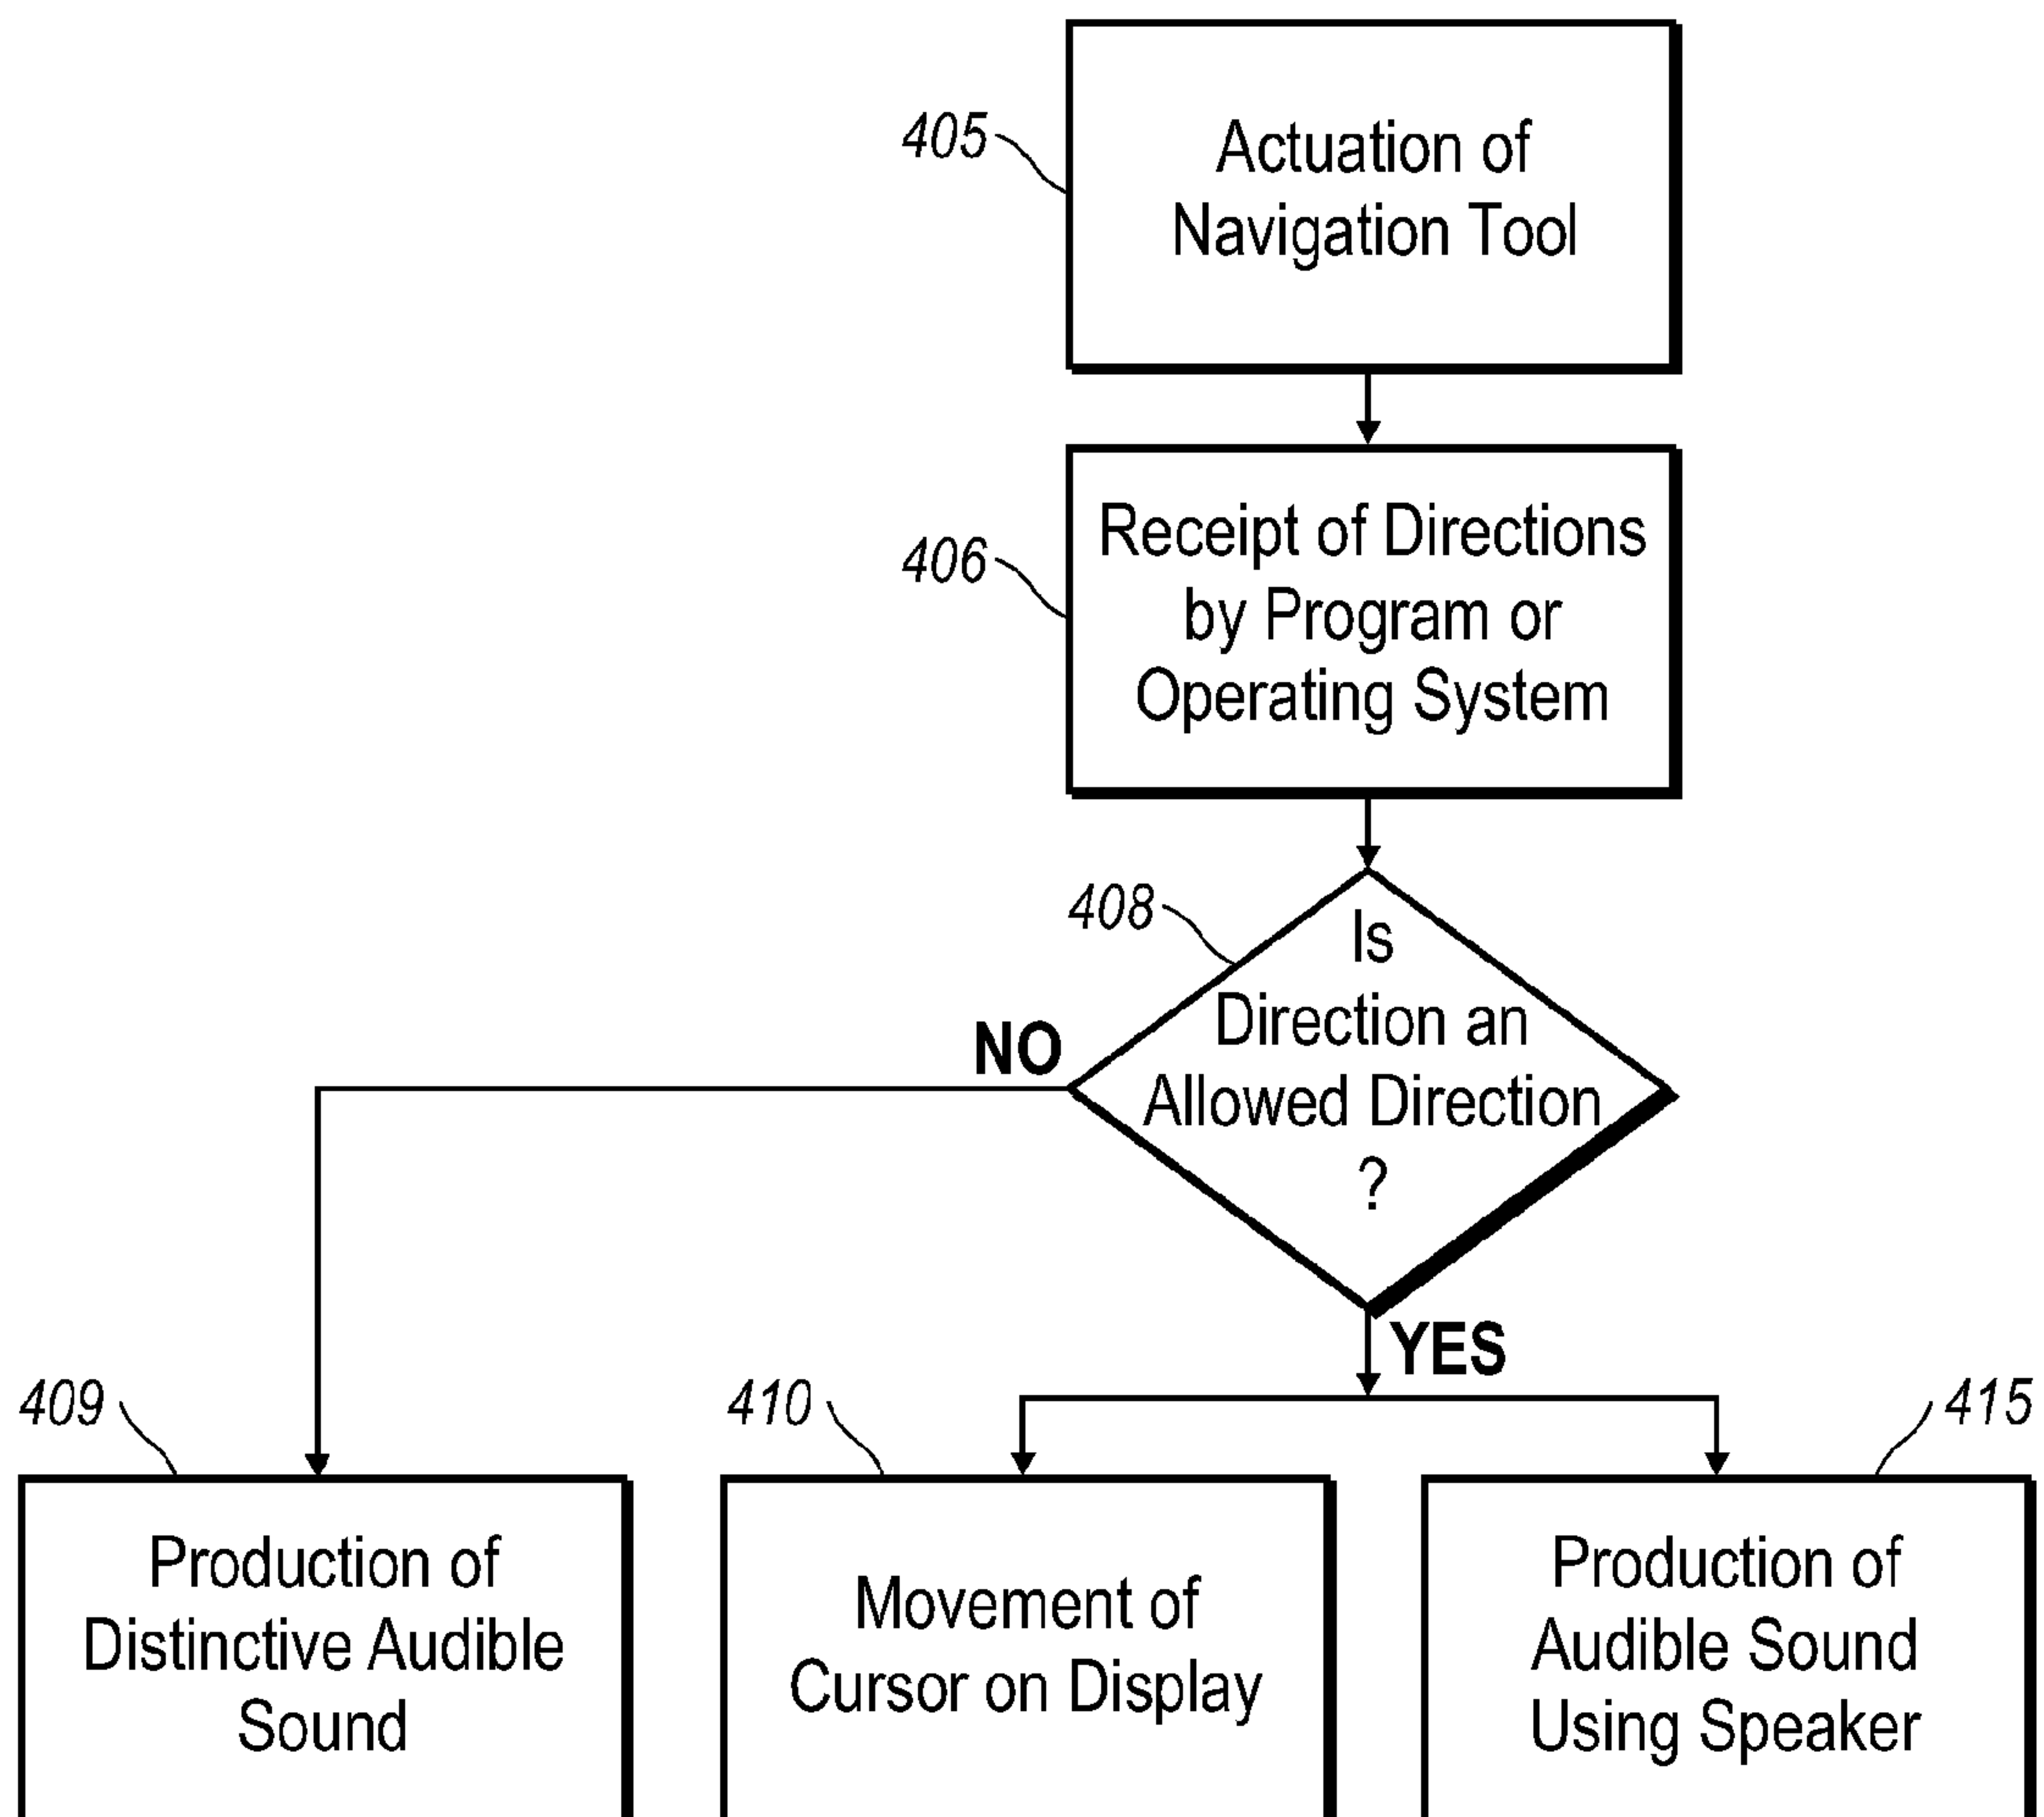 405
Actuation of
Navigation Tool
406
Receipt of Directions
by Program or
Operating System
408
Is
Direction an
Allowed Direction
?
NO
YES
409
Production of
Distinctive Audible
Sound
410
Movement of
Cursor on Display
415
Production of
Audible Sound
Using Speaker